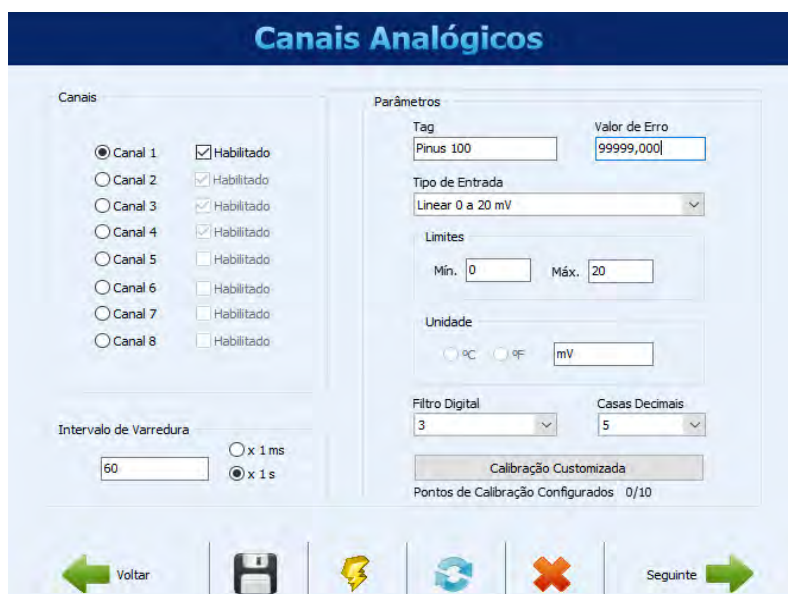 Canais Analógicos
Canais
Canal 1 Habilitado
Canal 2 Habilitado
Canal 3 Habilitado
Canal 4 Habilitado
Canal 5 Habilitado
Canal 6 Habilitado
Canal 7 Habilitado
Canal 8 Habilitado
Intervalo de Varredura
60
x 1 ms
x 1 s
Parâmetros
Tag Valor de Erro
Pinus 100 99999,000
Tipo de Entrada
Linear 0 a 20 mV
Limites
Mín. 0 Máx. 20
Unidade
ºC ºF mV
Filtro Digital Casas Decimais
3 5
Calibração Customizada
Pontos de Calibração Configurados 0/10
Voltar Seguinte